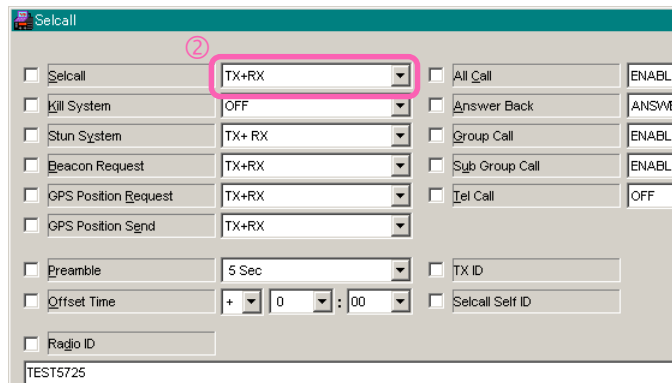 Selcall
②
Selcall TX+RX All Call ENABL
Kill System OFF Answer Back ANSWE
Stun System TX+ RX Group Call ENABL
Beacon Request TX+RX Sub Group Call ENABL
GPS Position Request TX+RX Tel Call OFF
GPS Position Send TX+RX
Preamble 5 Sec TX ID
Offset Time + 0 : 00 Selcall Self ID
Radio ID
TEST5725